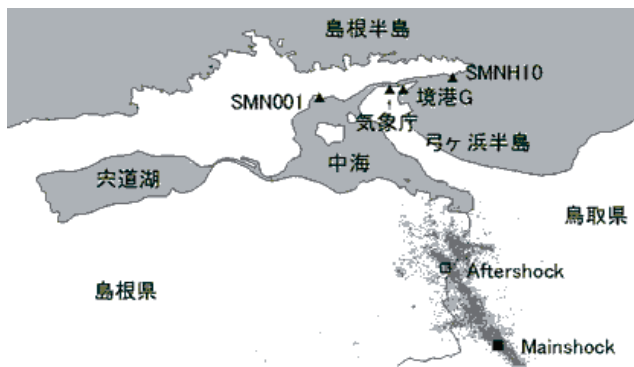 島根半島
SMNH10
SMN001
境港G
気象庁
弓ヶ浜半島
中海
宍道湖
鳥取県
Aftershock
島根県
Mainshock